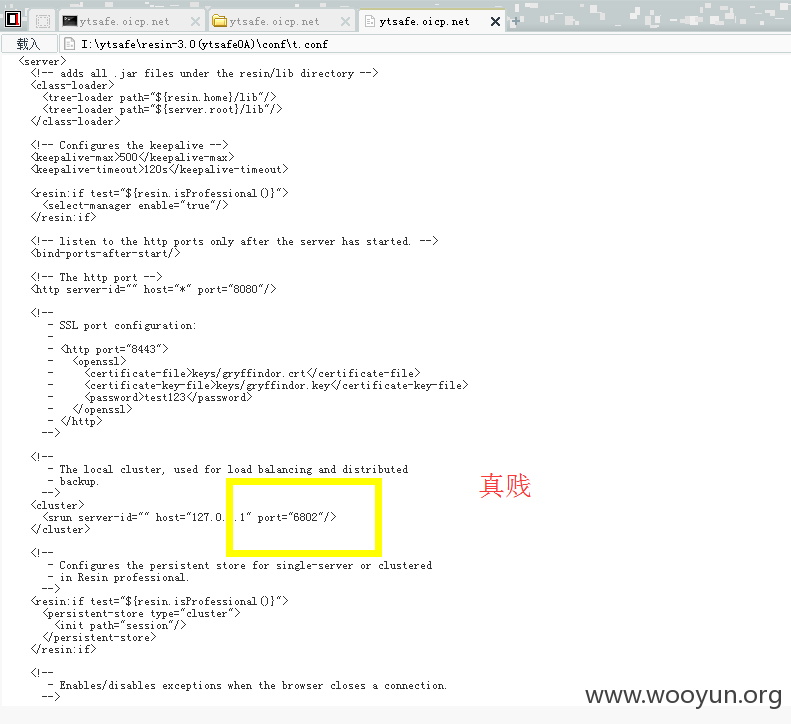 ytsafe.oicp.net
ytsafe.oicp.net
ytsafe.oicp.net
载入 I:\ytsafe\resin-3.0(ytsafeOA)\conf\t.conf
<server>
<!-- adds all .jar files under the resin/lib directory -->
<class-loader>
<tree-loader path="${resin.home}/lib"/>
<tree-loader path="${server.root}/lib"/>
</class-loader>
<!-- Configures the keepalive -->
<keepalive-max>500</keepalive-max>
<keepalive-timeout>120s</keepalive-timeout>
<resin:if test="${resin.isProfessional()}">
<select-manager enable="true"/>
</resin:if>
<!-- listen to the http ports only after the server has started. -->
<bind-ports-after-start/>
<!-- The http port -->
<http server-id="" host="*" port="8080"/>
<!--
- SSL port configuration:
-
- <http port="8443">
- <openssl>
- <certificate-file>keys/gryffindor.crt</certificate-file>
- <certificate-key-file>keys/gryffindor.key</certificate-key-file>
- <password>test123</password>
- </openssl>
- </http>
-->
<!--
- The local cluster, used for load balancing and distributed
- backup.
-->
<cluster>
<srun server-id="" host="127.0. .1" port="6802"/>
</cluster>
真贱
<!--
- Configures the persistent store for single-server or clustered
- in Resin professional.
-->
<resin:if test="${resin.isProfessional()}">
<persistent-store type="cluster">
<init path="session"/>
</persistent-store>
</resin:if>
<!--
- Enables/disables exceptions when the browser closes a connection.
-->
www.wooyun.org